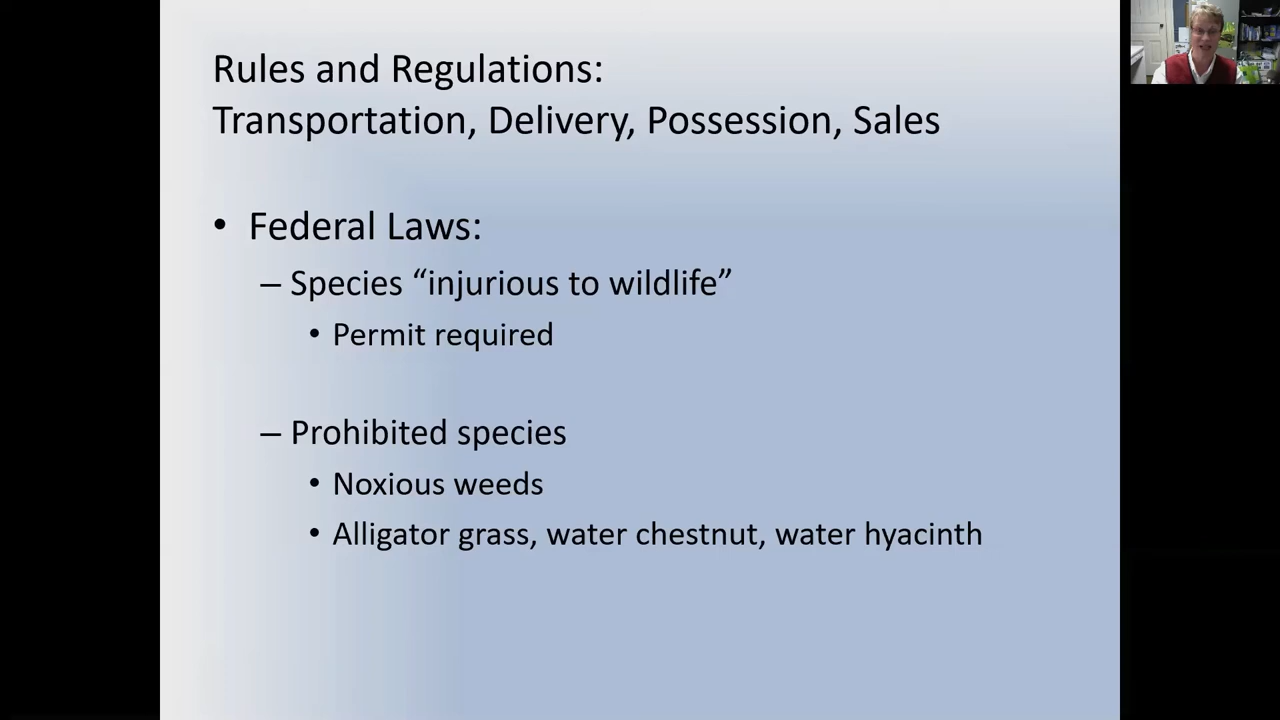 Rules and Regulations:
Transportation, Delivery, Possession, Sales
• Federal Laws:
– Species “injurious to wildlife”
• Permit required
– Prohibited species
• Noxious weeds
• Alligator grass, water chestnut, water hyacinth